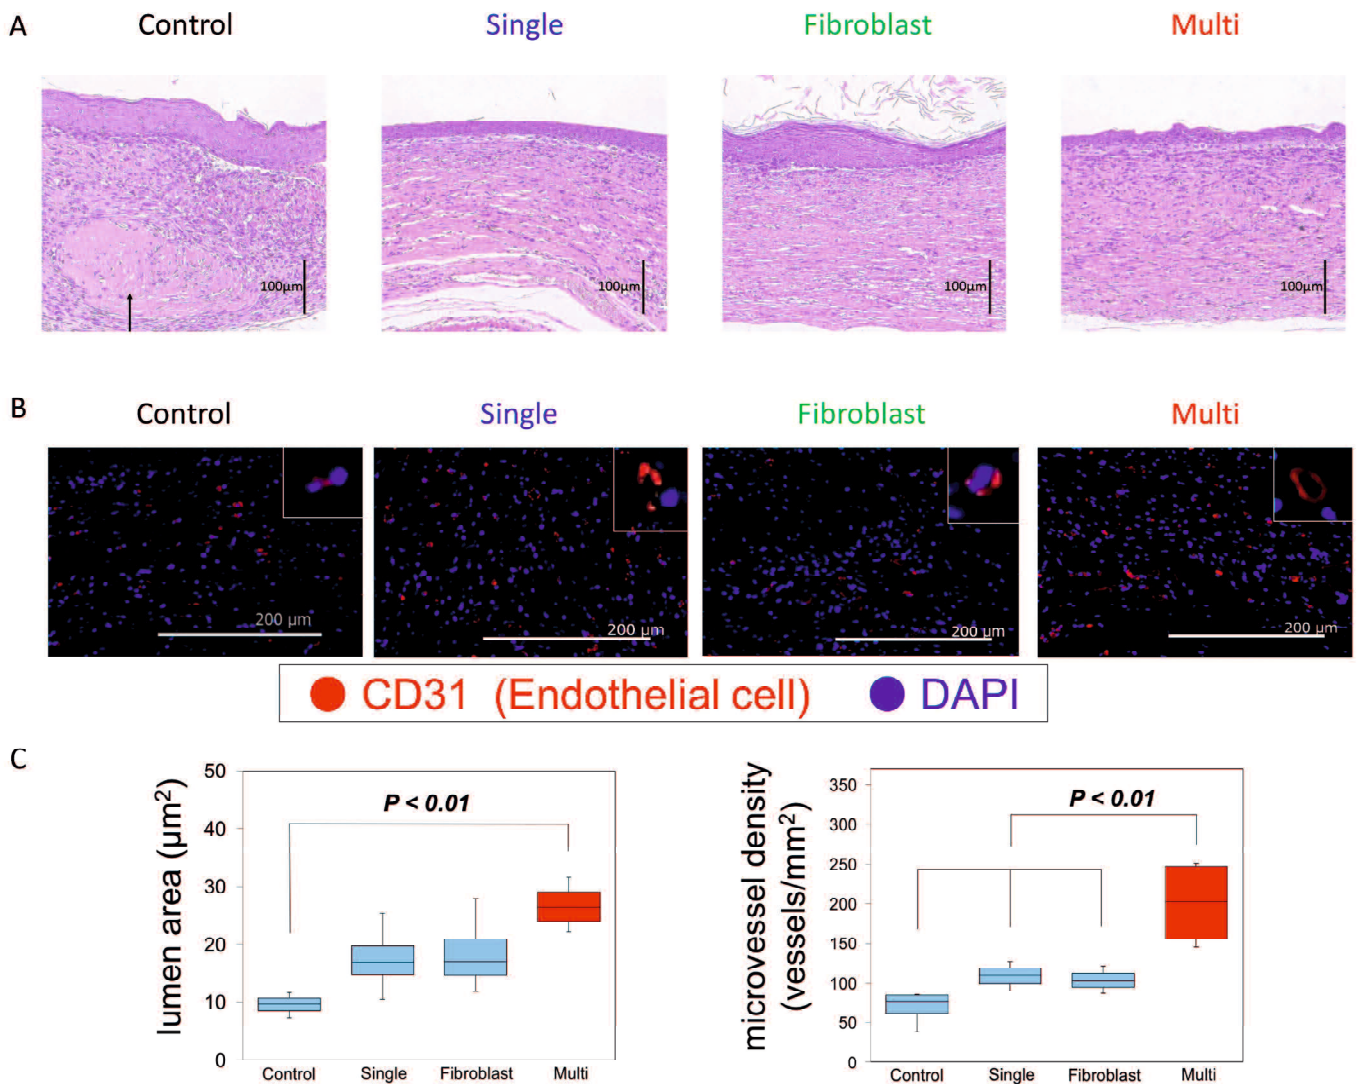 A
Control Single Fibroblast Multi
100μm 100μm 100μm 100μm
B
Control Single Fibroblast Multi
200 μm 200 μm 200 μm 200 μm
CD31 (Endothelial cell) DAPI
C
lumen area (μm²)
50
40
30
20
10
0
P < 0.01
Control Single Fibroblast Multi
microvessel density
(vessels/mm²)
350
300
250
200
150
100
50
0
P < 0.01
Control Single Fibroblast Multi